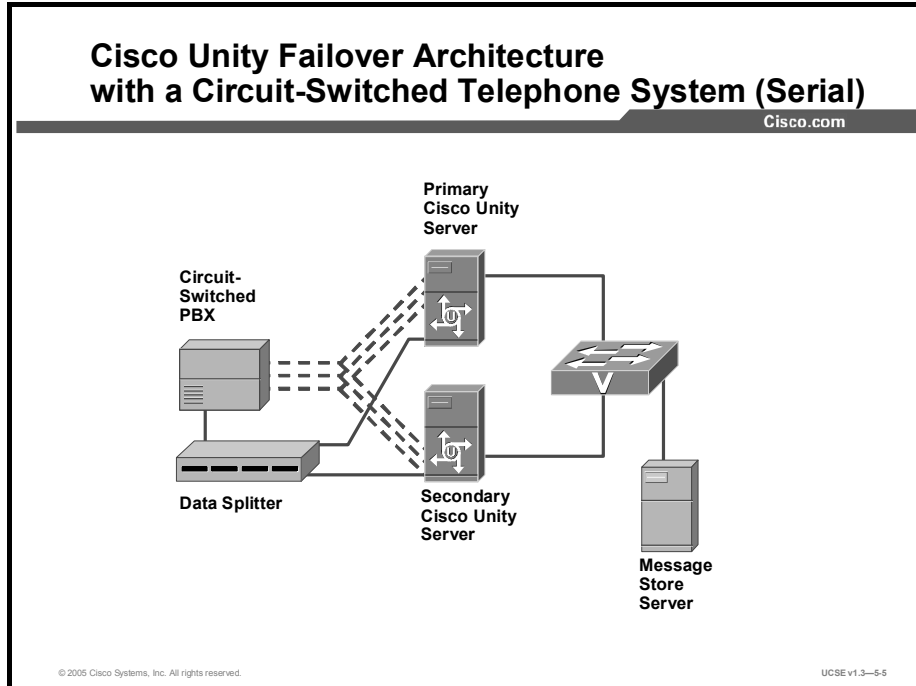 Cisco Unity Failover Architecture
with a Circuit-Switched Telephone System (Serial)
Cisco.com
Primary
Cisco Unity
Server
Circuit-
Switched
PBX
U
V
U
Data Splitter
Secondary
Cisco Unity
Server
Message
Store
Server
© 2005 Cisco Systems, Inc. All rights reserved.
UCSE v1.3—5-5